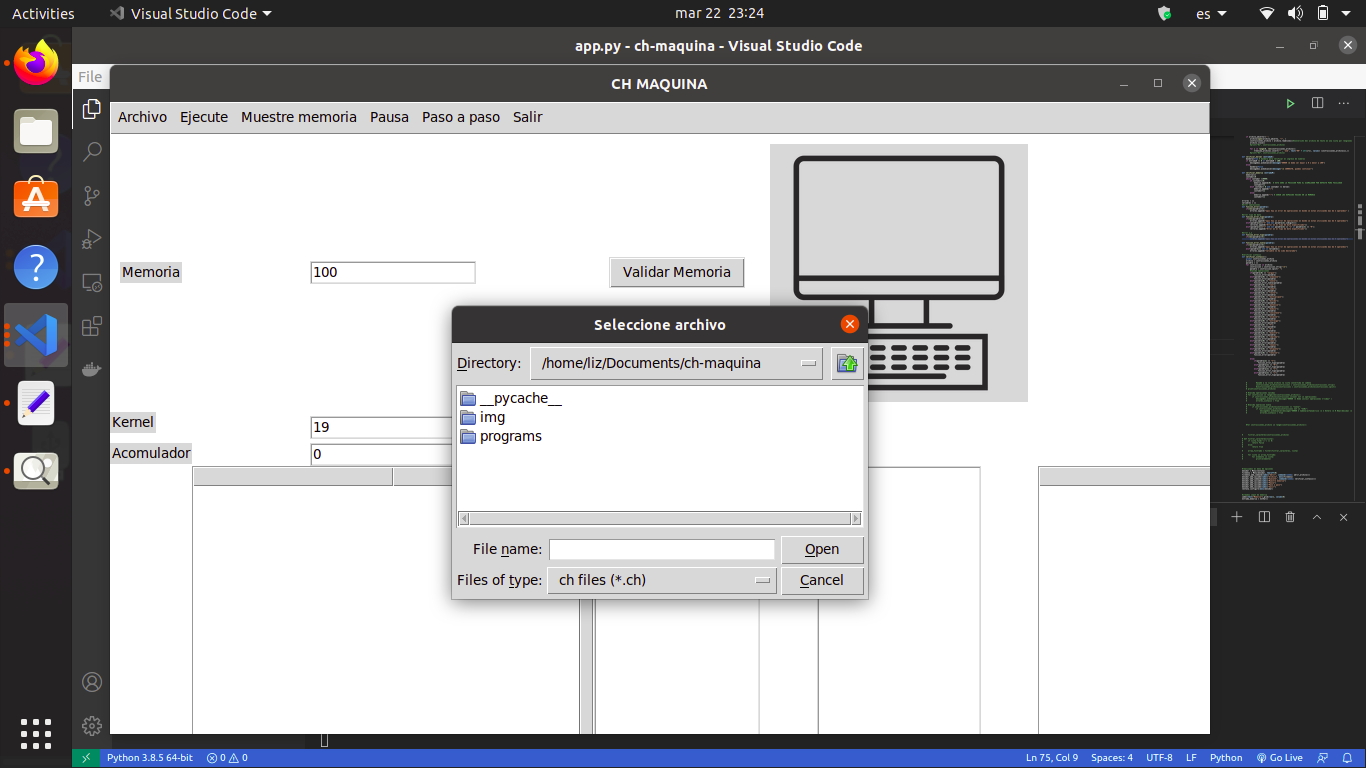 Activities
Visual Studio Code
mar 22 23:24
es
app.py - ch-maquina - Visual Studio Code
File
CH MAQUINA
Archivo Ejecute Muestre memoria Pausa Paso a paso Salir
Memoria
100
Validar Memoria
Seleccione archivo
Directory:
/home/liz/Documents/ch-maquina
__pycache__
img
programs
Kernel
19
Acomulador
0
File name:
Open
Files of type:
ch files (*.ch)
Cancel
Python 3.8.5 64-bit
0
0
Ln 75, Col 9
Spaces: 4
UTF-8
LF
Python
Go Live